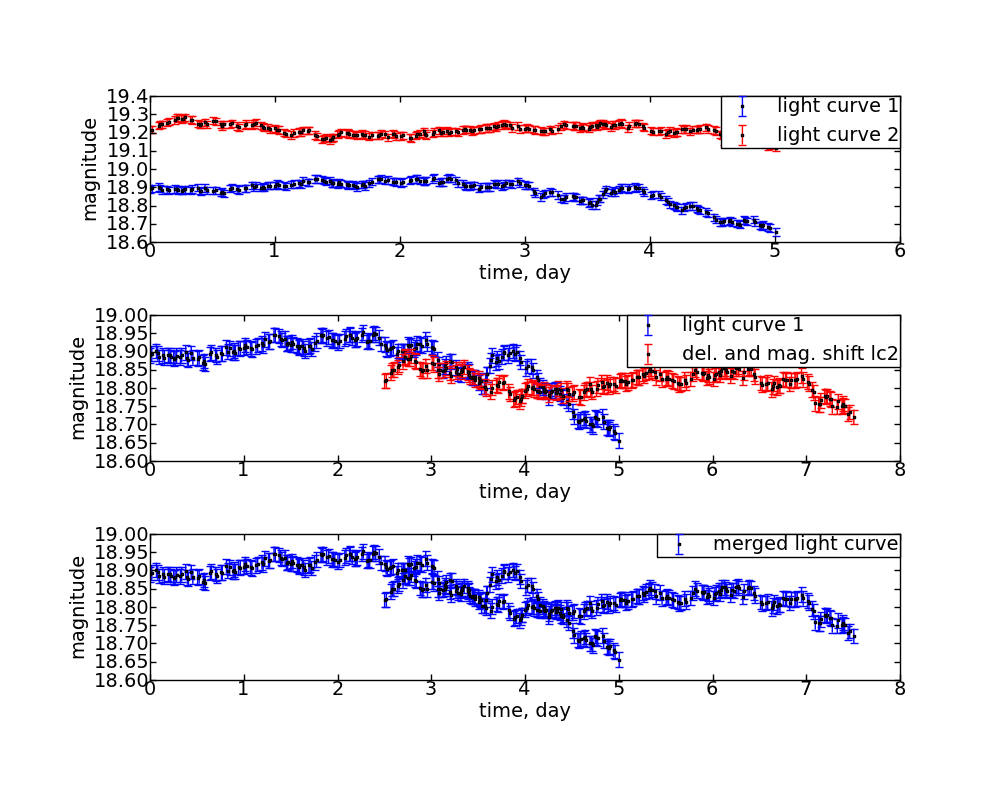 19.4
19.3
19.2
19.1
19.0
18.9
18.8
18.7
18.6
magnitude
light curve 1
light curve 2
0 1 2 3 4 5 6
time, day
19.00
18.95
18.90
18.85
18.80
18.75
18.70
18.65
18.60
magnitude
light curve 1
del. and mag. shift lc2
0 1 2 3 4 5 6 7 8
time, day
19.00
18.95
18.90
18.85
18.80
18.75
18.70
18.65
18.60
magnitude
merged light curve
0 1 2 3 4 5 6 7 8
time, day